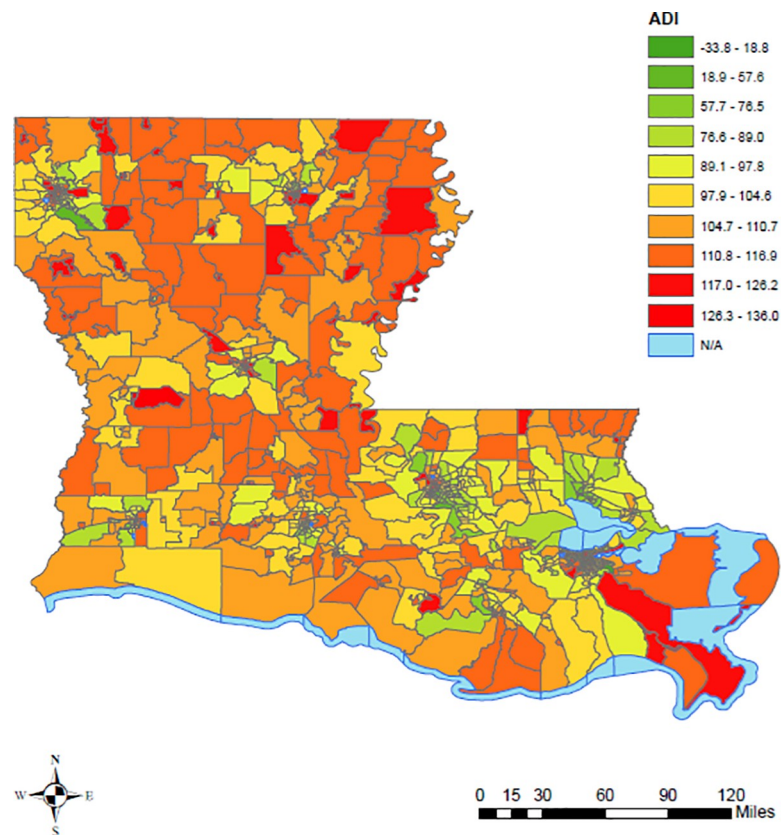 ADI
-33.8 - 18.8
18.9 - 57.6
57.7 - 76.5
76.6 - 89.0
89.1 - 97.8
97.9 - 104.6
104.7 - 110.7
110.8 - 116.9
117.0 - 126.2
126.3 - 136.0
N/A
N
W E
S
0 15 30 60 90 120
Miles